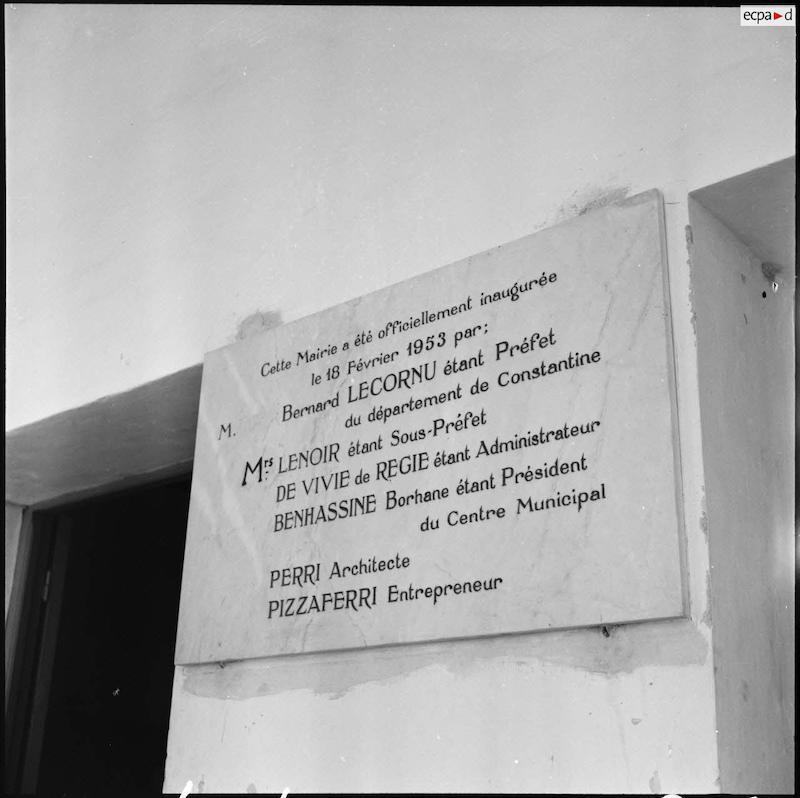 ecpa d
Cette Mairie a été officiellement inaugurée
le 18 Février 1953 par;
M. Bernard LECORNU étant Préfet
du département de Constantine
Mrs. LENOIR étant Sous-Préfet
DE VIVIE de REGIE étant Administrateur
BENHASSINE Borhane étant Président
du Centre Municipal
PERRI Architecte
PIZZAFERRI Entrepreneur